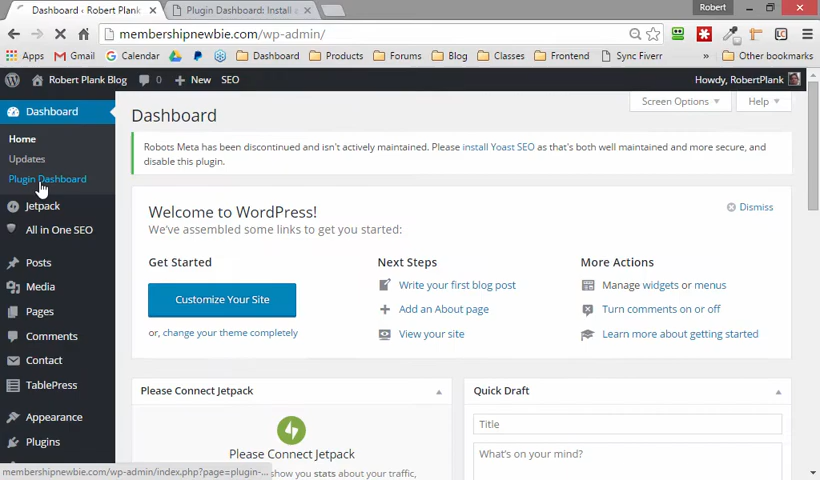 Dashboard ‹ Robert Plank
Plugin Dashboard: Install a
Robert
membershipnewbie.com/wp-admin/
Apps
Gmail
Calendar
Dashboard
Products
Forums
Blog
Classes
Frontend
Sync Fiverr
»
Other bookmarks
Robert Plank Blog
0
New
SEO
Howdy, RobertPlank
Dashboard
Home
Updates
Plugin Dashboard
Jetpack
All in One SEO
Posts
Media
Pages
Comments
Contact
TablePress
Appearance
Plugins
Screen Options
Help
Dashboard
Robots Meta has been discontinued and isn't actively maintained. Please install Yoast SEO as that's both well maintained and more secure, and
disable this plugin.
Welcome to WordPress!
Dismiss
We've assembled some links to get you started:
Get Started
Customize Your Site
or, change your theme completely
Next Steps
Write your first blog post
Add an About page
View your site
More Actions
Manage widgets or menus
Turn comments on or off
Learn more about getting started
Please Connect Jetpack
Please Connect Jetpack
show you stats about your traffic,
Quick Draft
Title
What's on your mind?
membershipnewbie.com/wp-admin/index.php?page=plugin-...